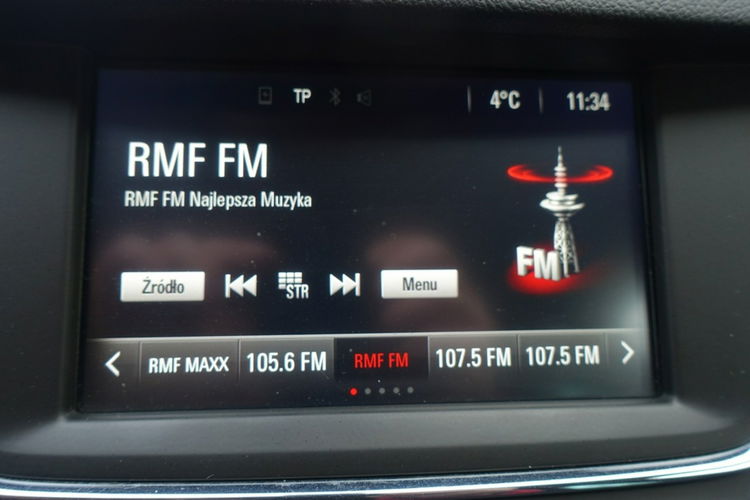 TP 4°C 11:34
RMF FM
RMF FM Najlepsza Muzyka
FM
Źródło STR Menu
RMF MAXX 105.6 FM RMF FM 107.5 FM 107.5 FM